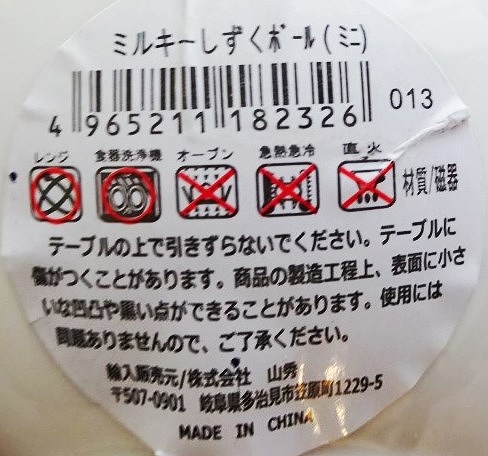 ミルキーしずくボール(ミニ)
4 965211 182326 013
レンジ 食器洗浄機 オーブン 急熱急冷 直火
材質/磁器
テーブルの上で引きずらないでください。テーブルに
傷がつくことがあります。商品の製造工程上、表面に小さ
いな凹凸や黒い点ができることがあります。使用には
問題ありませんので、ご了承ください。
輸入販売元/株式会社 山秀
〒507-0901 岐阜県多治見市笠原町1229-5
MADE IN CHINA